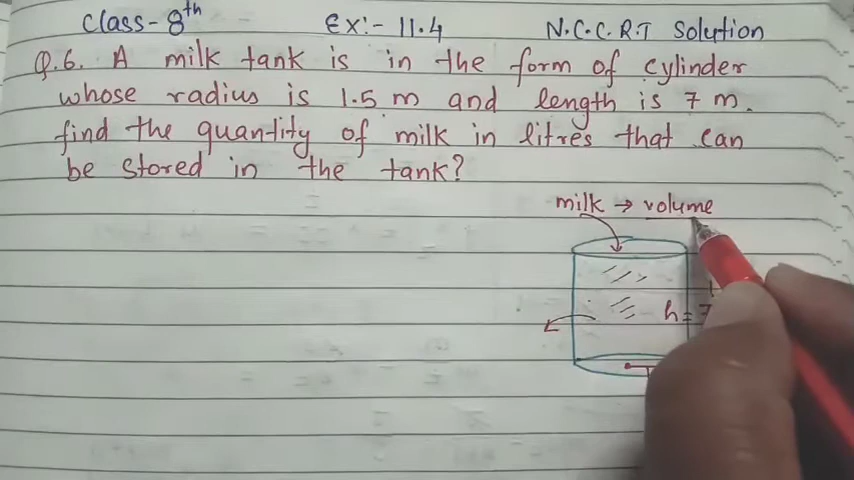 Class-8th Ex:- 11.4 N.C.C.R.T Solution
Q.6. A milk tank is in the form of cylinder
whose radius is 1.5 m and length is 7 m.
find the quantity of milk in litres that can
be stored in the tank?
milk → volume
h = 7